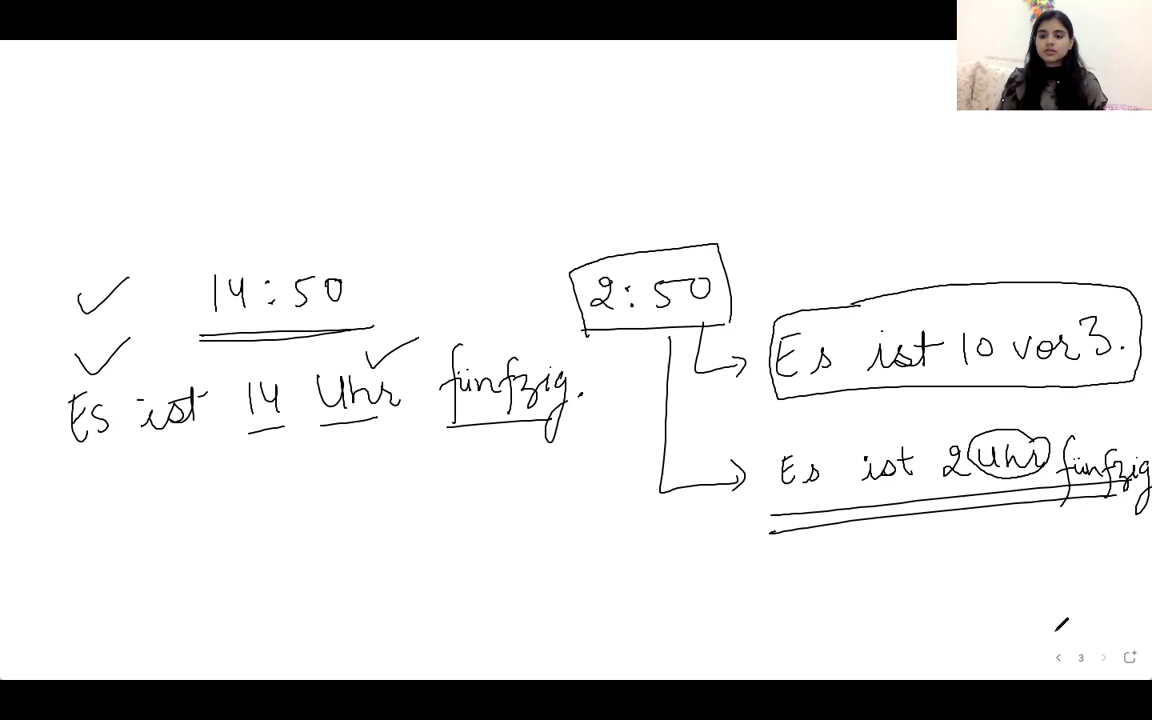 14:50
Es ist 14 Uhr fünfzig.
2:50
Es ist 10 vor 3.
Es ist 2 Uhr fünfzig
3